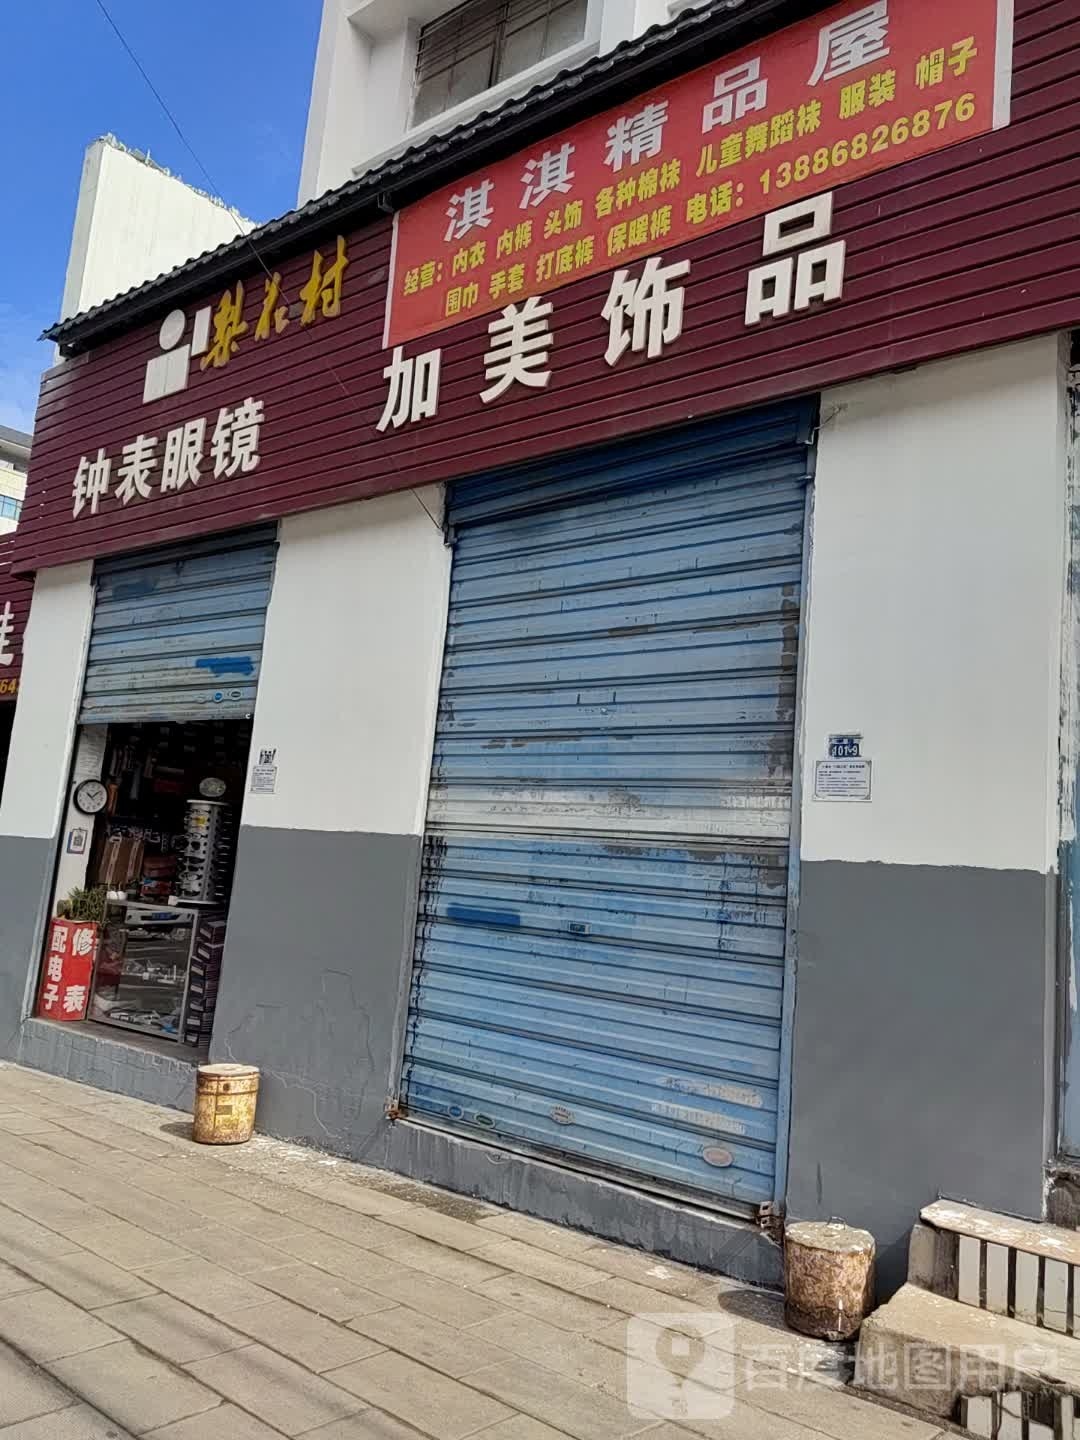 淇淇精品屋
经营：内衣 内裤 头饰 各种棉袜 儿童舞蹈袜 服装 帽子
围巾 手套 打底裤 保暖裤 电话：13886826876
梨花村
钟表眼镜
加美饰品
101-9
修表
配电子
百度地图用户